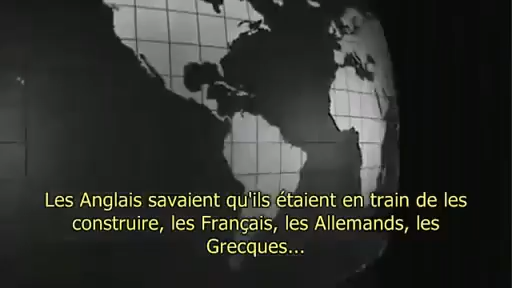 Les Anglais savaient qu'ils étaient en train de les
construire, les Français, les Allemands, les
Grecques...